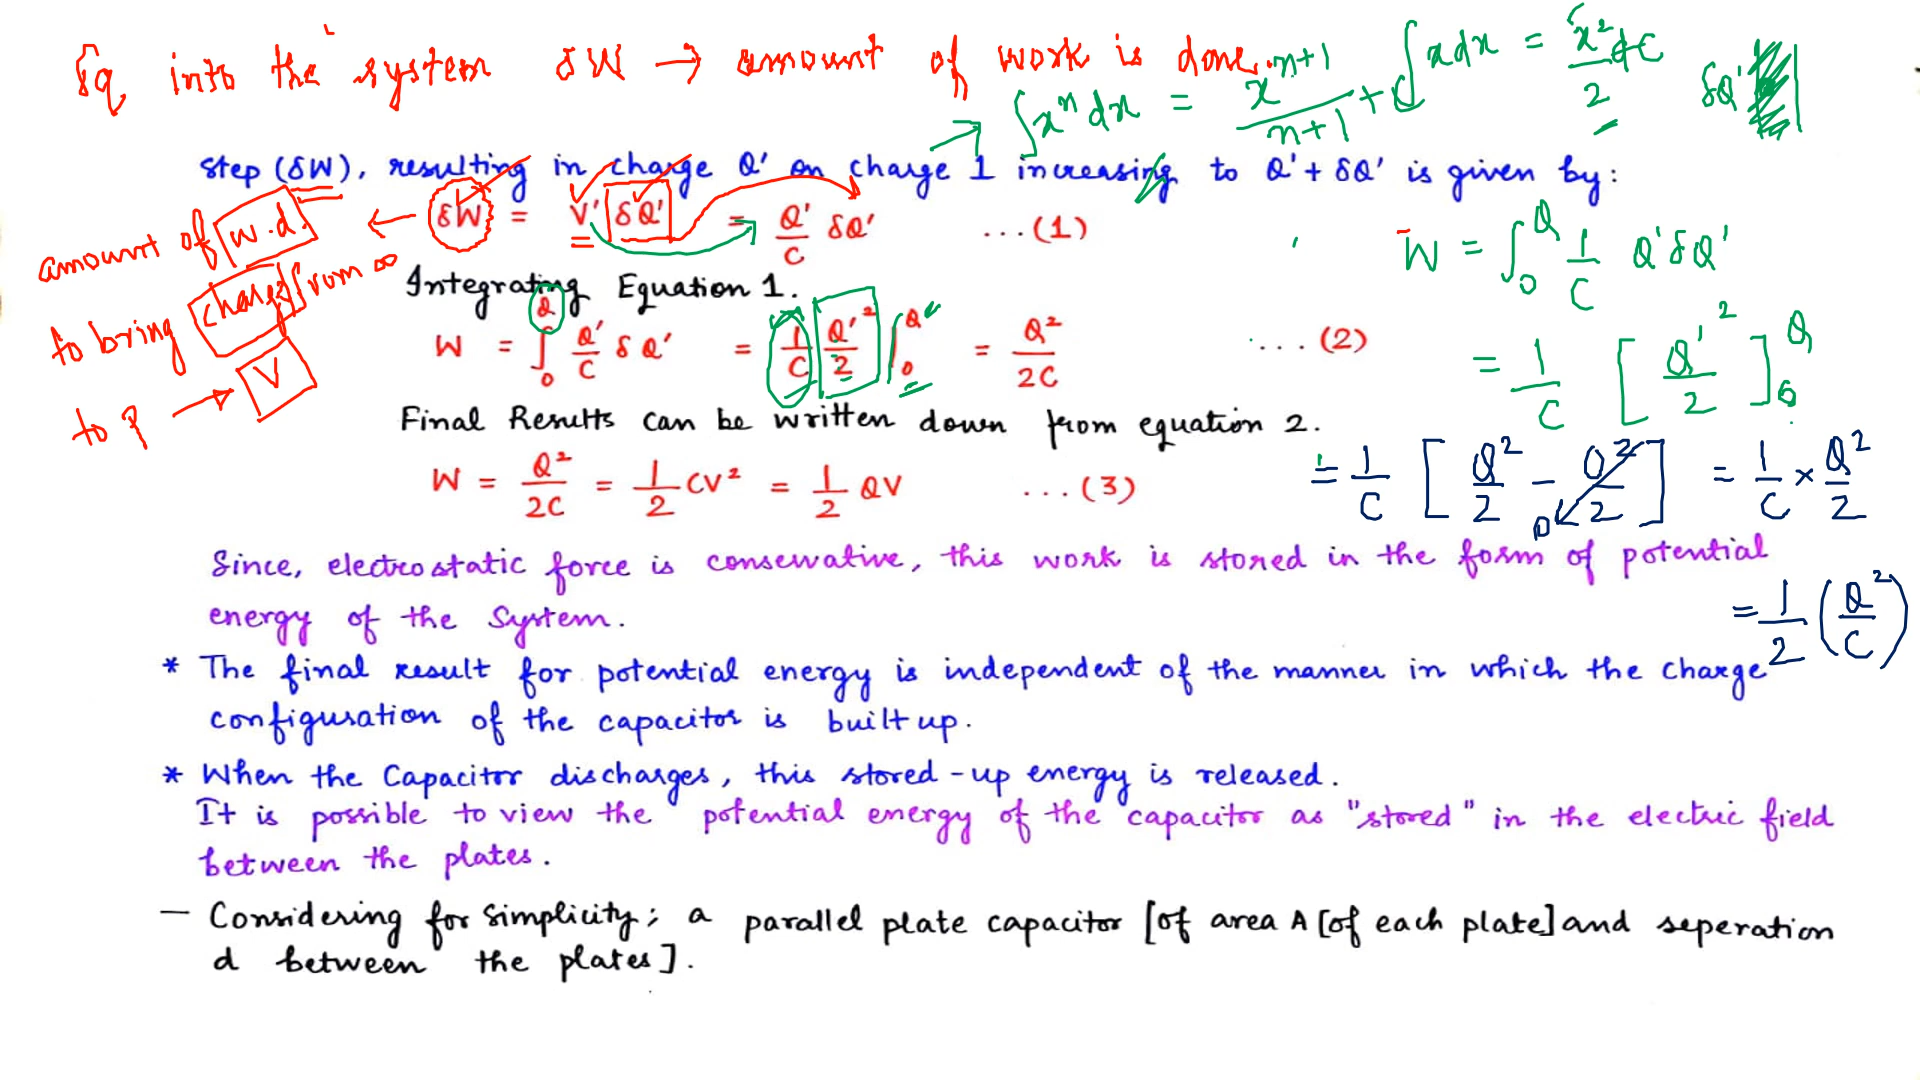 δq into the system δW → amount of work is done.
∫xⁿ dx = xⁿ⁺¹/n+1 + C
∫x dx = x²/2 + C
δQ'
step (δW), resulting in charge Q' on charge 1 increasing to Q' + δQ' is given by:
δW = V' δQ' = Q'/C δQ' ...(1)
amount of w.d. to bring charge from ∞ to P → V
W = ∫₀^Q 1/C Q' δQ'
Integrating Equation 1.
W = ∫₀^Q Q'/C δQ' = 1/C Q'²/2 |₀^Q = Q²/2C ....(2)
= 1/C [Q'²/2]₀^Q
Final Results can be written down from equation 2.
= 1/C [Q²/2 − 0²/2] = 1/C × Q²/2
0
W = Q²/2C = 1/2 CV² = 1/2 QV ...(3)
Since, electrostatic force is conservative, this work is stored in the form of potential
energy of the System.
= 1/2 (Q²/C)
* The final result for potential energy is independent of the manner in which the charge
configuration of the capacitor is built up.
* When the Capacitor discharges, this stored-up energy is released.
It is possible to view the potential energy of the capacitor as "stored" in the electric field
between the plates.
— Considering for simplicity; a parallel plate capacitor [of area A [of each plate] and seperation
d between the plates].